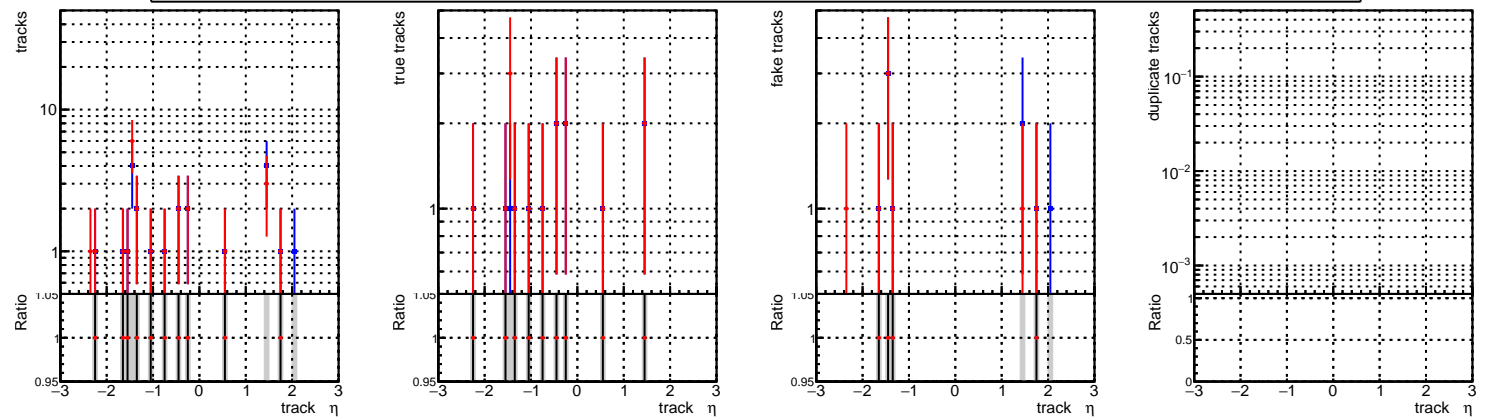 tracks
10
1
Ratio
1.05
1
0.95
−3 −2 −1 0 1 2 3
track η
true tracks
1
Ratio
1.05
1
0.95
−3 −2 −1 0 1 2 3
track η
fake tracks
1
Ratio
1.05
1
0.95
−3 −2 −1 0 1 2 3
track η
duplicate tracks
10⁻¹
10⁻²
10⁻³
Ratio
1
0.5
0
−3 −2 −1 0 1 2 3
track η